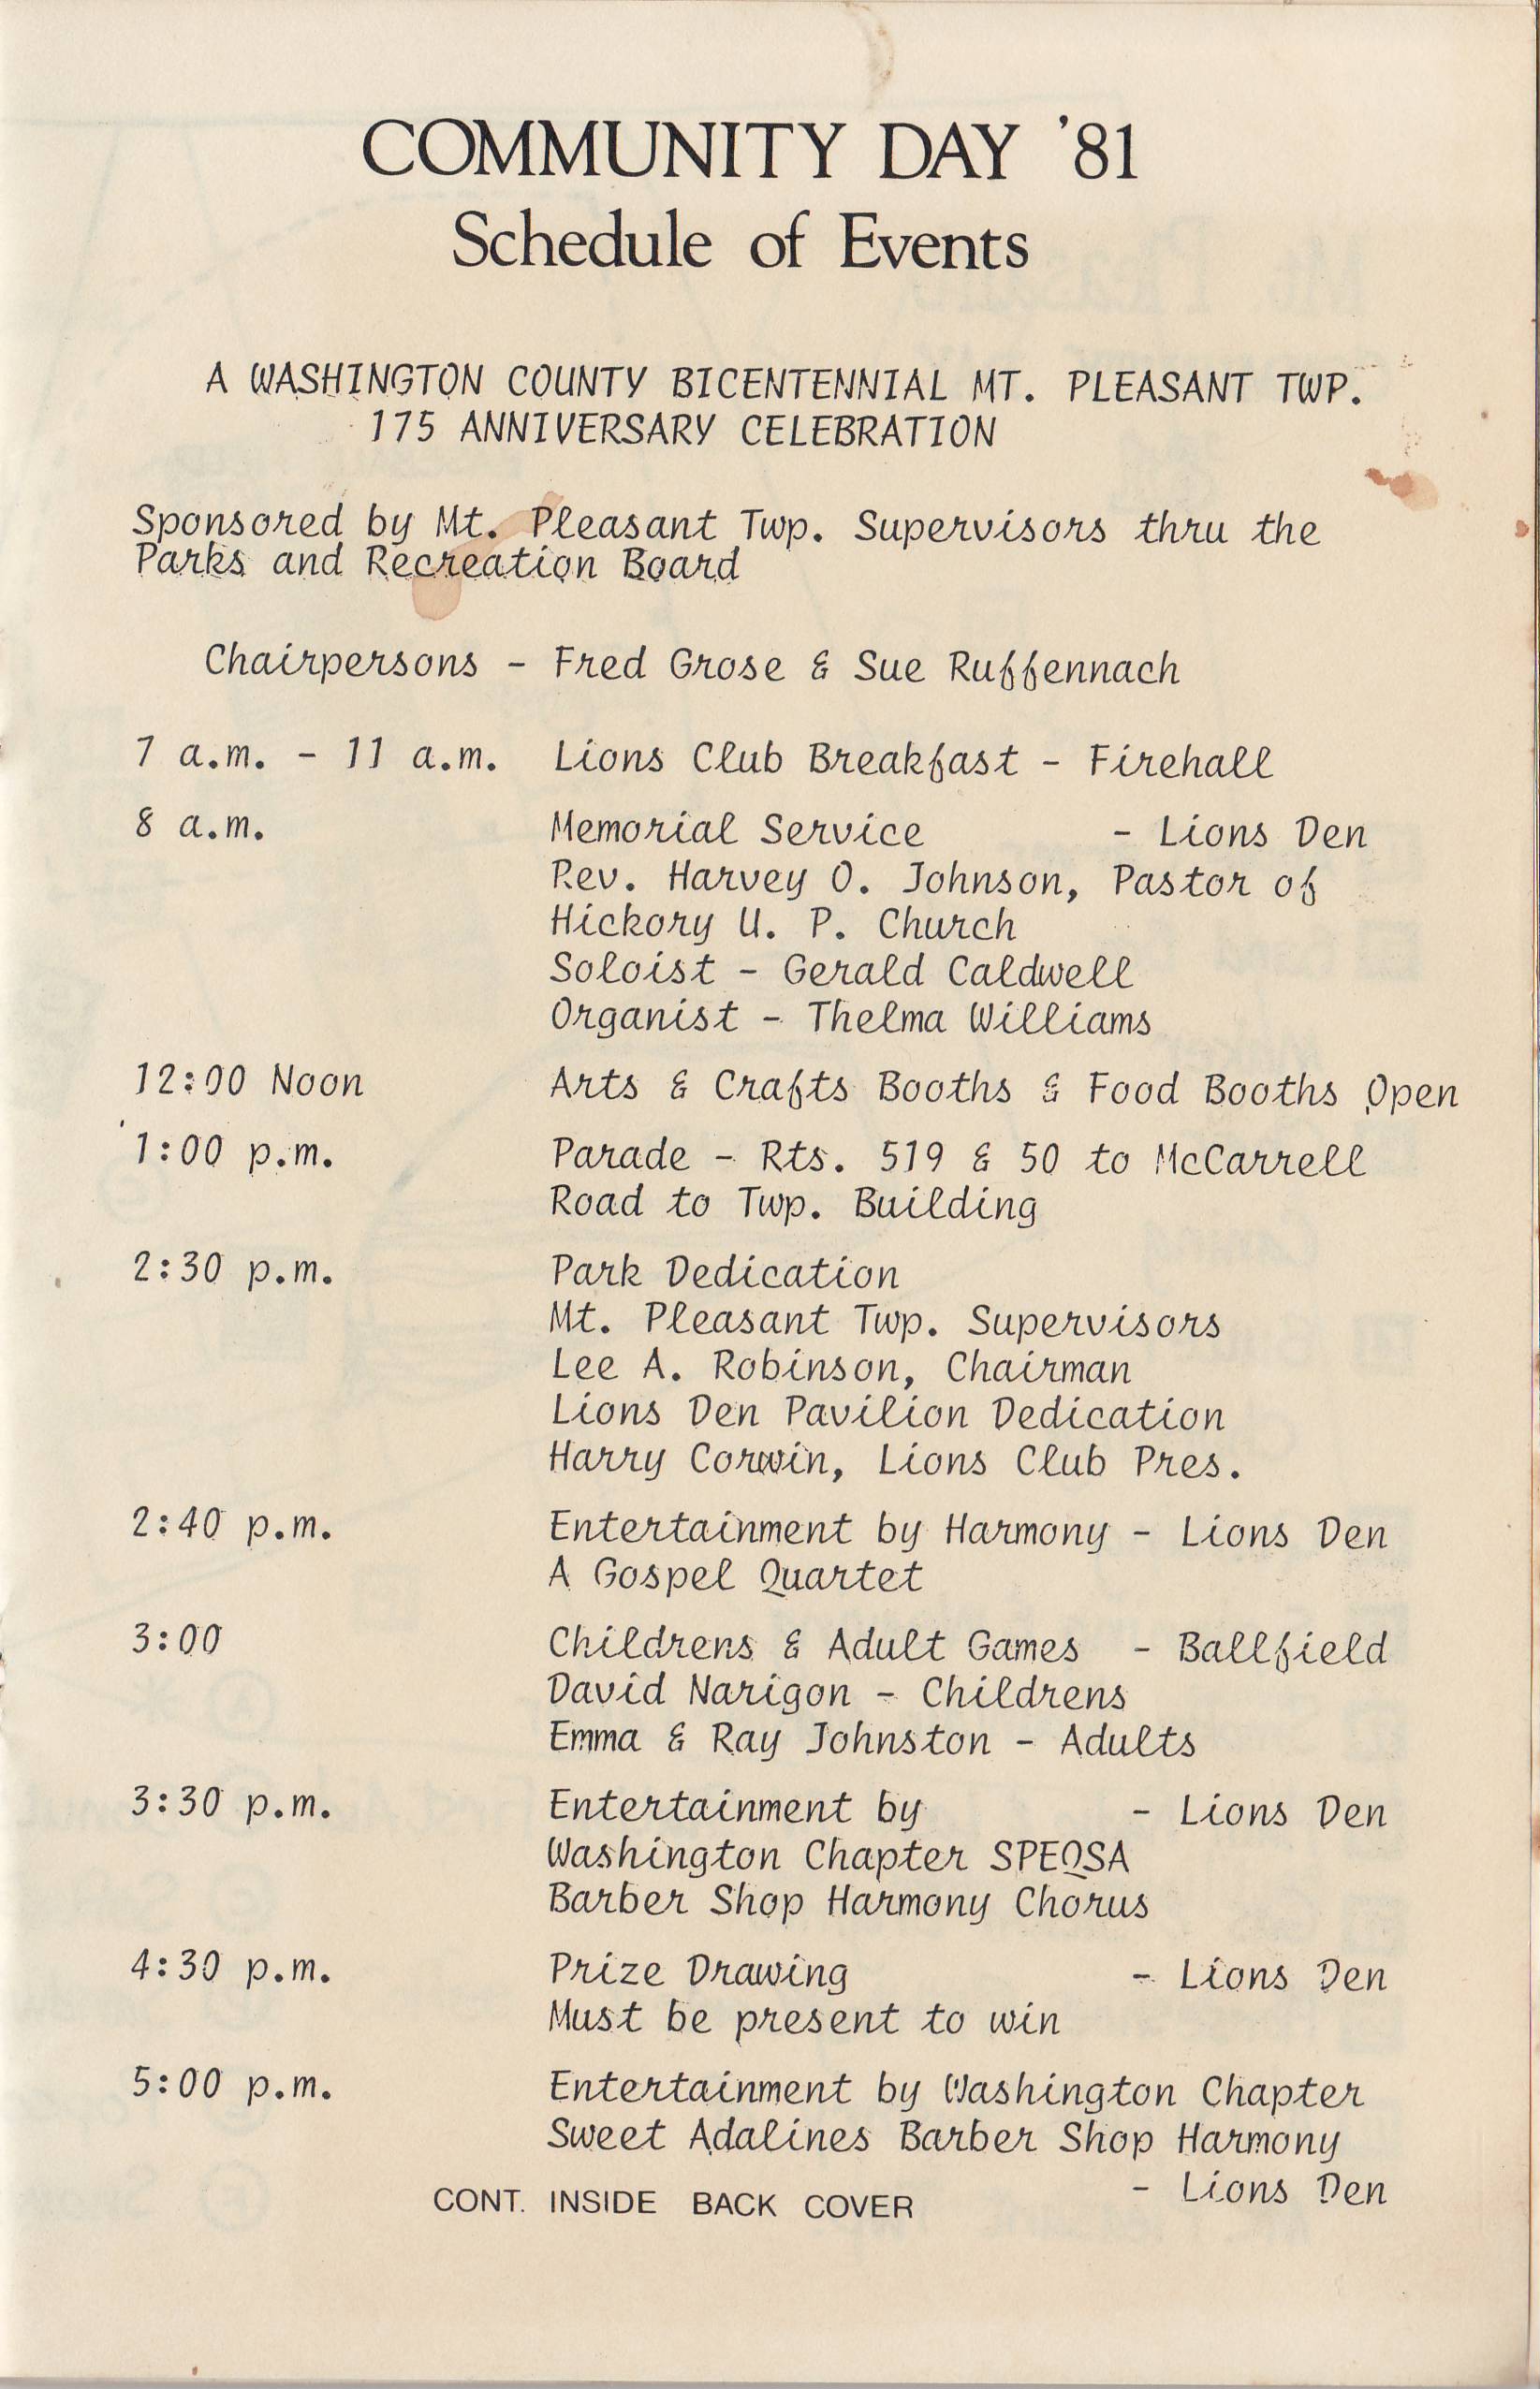 COMMUNITY DAY '81
Schedule of Events
A WASHINGTON COUNTY BICENTENNIAL MT. PLEASANT TWP.
175 ANNIVERSARY CELEBRATION
Sponsored by Mt. Pleasant Twp. Supervisors thru the
Parks and Recreation Board
Chairpersons - Fred Grose & Sue Ruffennach
7 a.m. - 11 a.m. Lions Club Breakfast - Firehall
8 a.m. Memorial Service - Lions Den
Rev. Harvey O. Johnson, Pastor of
Hickory U. P. Church
Soloist - Gerald Caldwell
Organist - Thelma Williams
12:00 Noon Arts & Crafts Booths & Food Booths Open
1:00 p.m. Parade - Rts. 519 & 50 to McCarrell
Road to Twp. Building
2:30 p.m. Park Dedication
Mt. Pleasant Twp. Supervisors
Lee A. Robinson, Chairman
Lions Den Pavilion Dedication
Harry Corwin, Lions Club Pres.
2:40 p.m. Entertainment by Harmony - Lions Den
A Gospel Quartet
3:00 Childrens & Adult Games - Ballfield
David Narigon - Childrens
Emma & Ray Johnston - Adults
3:30 p.m. Entertainment by - Lions Den
Washington Chapter SPEQSA
Barber Shop Harmony Chorus
4:30 p.m. Prize Drawing - Lions Den
Must be present to win
5:00 p.m. Entertainment by Washington Chapter
Sweet Adalines Barber Shop Harmony
- Lions Den
CONT. INSIDE BACK COVER